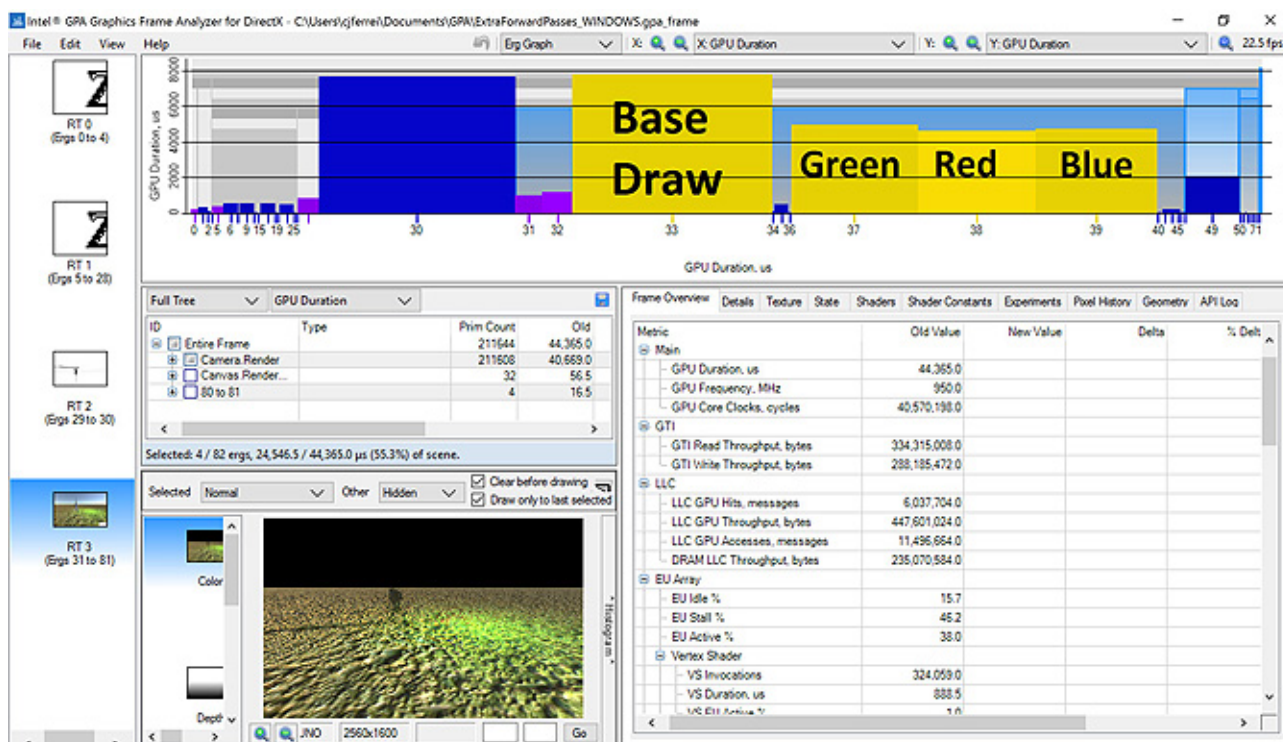 Intel® GPA Graphics Frame Analyzer for DirectX - C:\Users\cjferrei\Documents\GPA\ExtraForwardPasses_WINDOWS.gpa_frame
File Edit View Help Erg Graph X: X: GPU Duration Y: Y: GPU Duration 22.5 fps
RT 0
(Ergs 0 to 4)
RT 1
(Ergs 5 to 28)
RT 2
(Ergs 29 to 30)
RT 3
(Ergs 31 to 81)
GPU Duration, us
8000
6000
4000
2000
0
Base
Draw
Green Red Blue
0 2 5 6 9 15 19 25 30 31 32 33 34 36 37 38 39 40 45 49 50 71
GPU Duration, us
Full Tree GPU Duration
ID Type Prim Count Old
Entire Frame 211644 44,365.0
Camera.Render 211608 40,669.0
Canvas.Render... 32 56.5
80 to 81 4 16.5
Selected: 4 / 82 ergs, 24,546.5 / 44,365.0 µs (55.3%) of scene.
Selected Normal Other Hidden Clear before drawing
Draw only to last selected
Color
Depth
Histogram
UNO 2560x1600 Go
Frame Overview Details Texture State Shaders Shader Constants Experiments Pixel History Geometry API Log
Metric Old Value New Value Delta % Delt
Main
GPU Duration, us 44,365.0
GPU Frequency, MHz 950.0
GPU Core Clocks, cycles 40,570,198.0
GTI
GTI Read Throughput, bytes 334,315,008.0
GTI Write Throughput, bytes 288,185,472.0
LLC
LLC GPU Hits, messages 6,037,704.0
LLC GPU Throughput, bytes 447,601,024.0
LLC GPU Accesses, messages 11,496,664.0
DRAM LLC Throughput, bytes 235,070,584.0
EU Array
EU Idle % 15.7
EU Stall % 46.2
EU Active % 38.0
Vertex Shader
VS Invocations 324,059.0
VS Duration, us 888.5
VS EU Active % 1.0